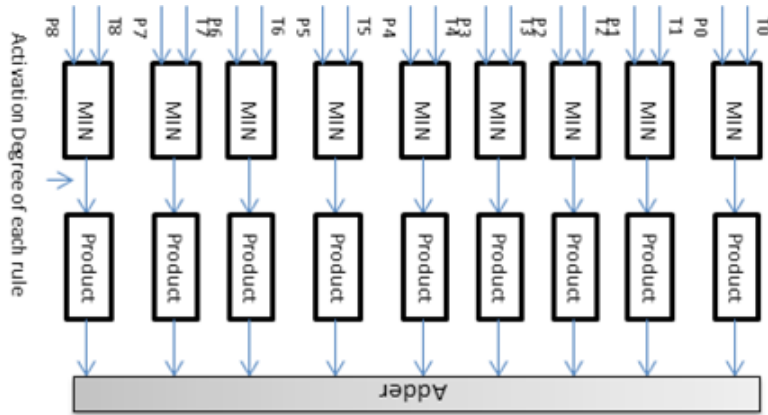 P8
T8
P7
T7
P6
T6
P5
T5
P4
T4
P3
T3
P2
T2
P1
T1
P0
T0
MIN
MIN
MIN
MIN
MIN
MIN
MIN
MIN
MIN
Activation Degree of each rule
Product
Product
Product
Product
Product
Product
Product
Product
Product
Adder